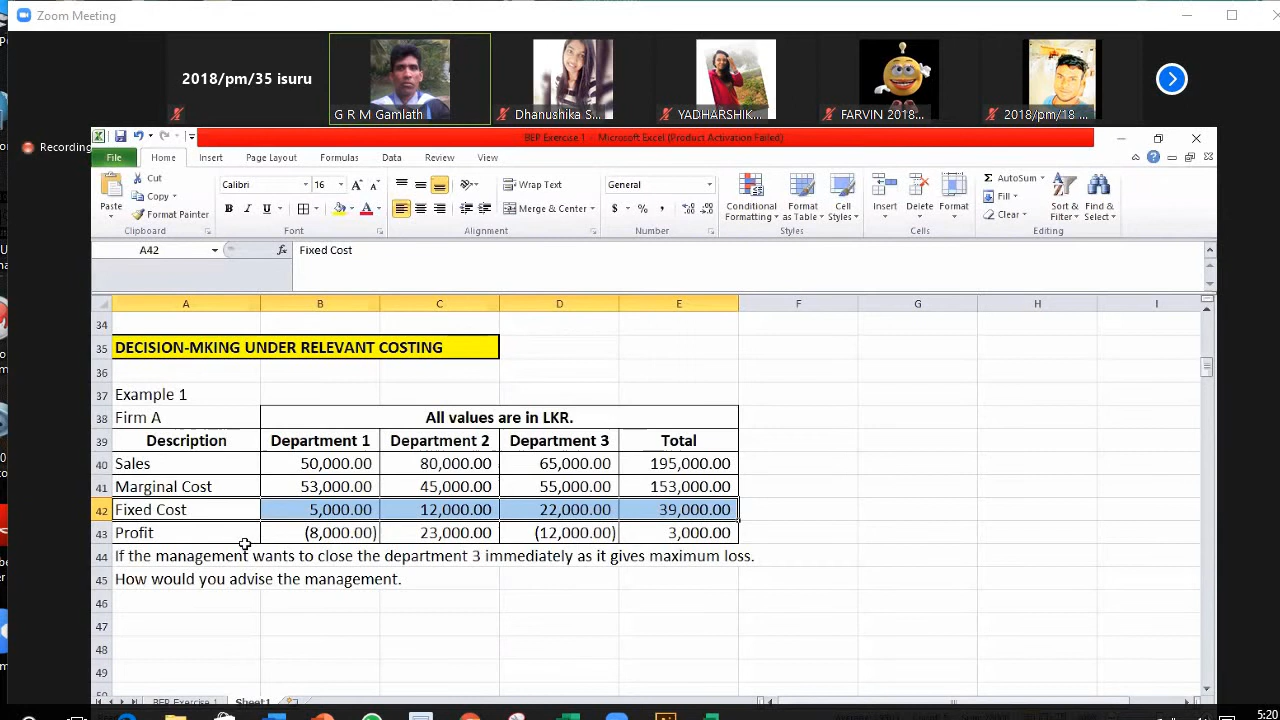 Zoom Meeting
2018/pm/35 isuru
G R M Gamlath
Dhanushika S...
YADHARSHIK...
FARVIN 2018...
2018/pm/18 ...
Recording
BEP Exercise 1 - Microsoft Excel (Product Activation Failed)
File Home Insert Page Layout Formulas Data Review View
Paste Cut Copy Format Painter
Calibri 16 B I U A A A
Wrap Text Merge & Center
General $ % ,
Conditional Formatting Format as Table Cell Styles
Insert Delete Format
AutoSum Fill Clear Sort & Filter Find & Select
Clipboard Font Alignment Number Styles Cells Editing
A42 fx Fixed Cost
A B C D E F G H I
34
35 DECISION-MKING UNDER RELEVANT COSTING
36
37 Example 1
38 Firm A All values are in LKR.
39 Description Department 1 Department 2 Department 3 Total
40 Sales 50,000.00 80,000.00 65,000.00 195,000.00
41 Marginal Cost 53,000.00 45,000.00 55,000.00 153,000.00
42 Fixed Cost 5,000.00 12,000.00 22,000.00 39,000.00
43 Profit (8,000.00) 23,000.00 (12,000.00) 3,000.00
44 If the management wants to close the department 3 immediately as it gives maximum loss.
45 How would you advise the management.
46
47
48
49
BEP Exercise 1 Sheet1
5:20